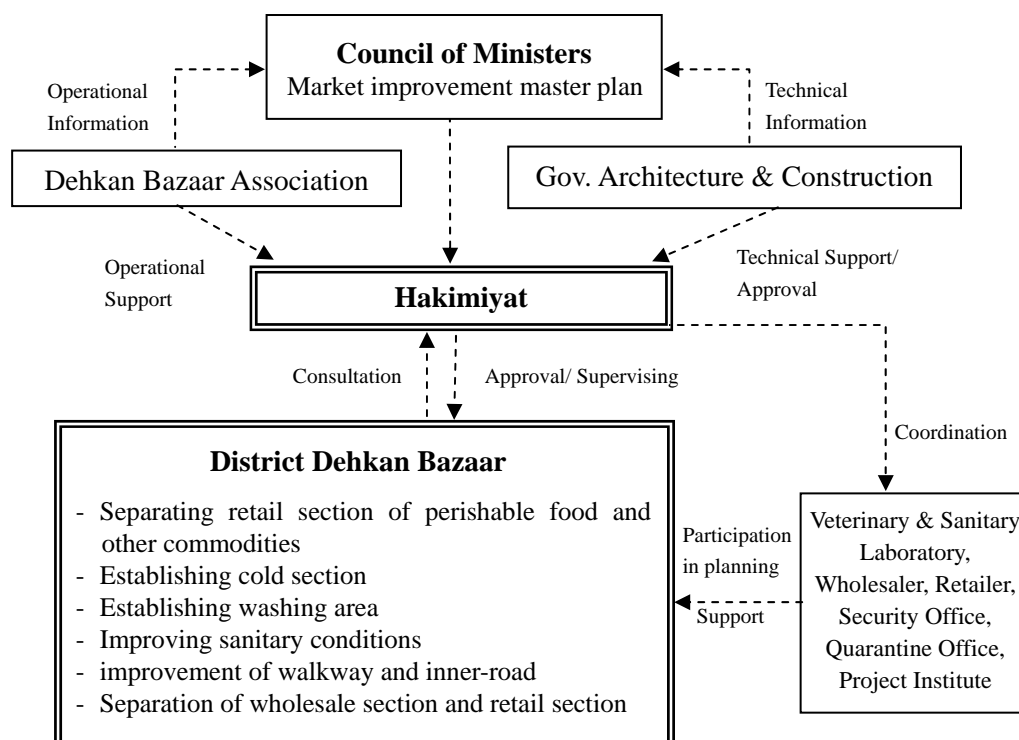 Council of Ministers
Market improvement master plan
Operational
Information
Technical
Information
Dehkan Bazaar Association
Gov. Architecture & Construction
Operational
Support
Technical Support/
Approval
Hakimiyat
Consultation
Approval/ Supervising
Coordination
District Dehkan Bazaar
- Separating retail section of perishable food and
other commodities
- Establishing cold section
- Establishing washing area
- Improving sanitary conditions
- improvement of walkway and inner-road
- Separation of wholesale section and retail section
Participation
in planning
Support
Veterinary & Sanitary
Laboratory,
Wholesaler, Retailer,
Security Office,
Quarantine Office,
Project Institute